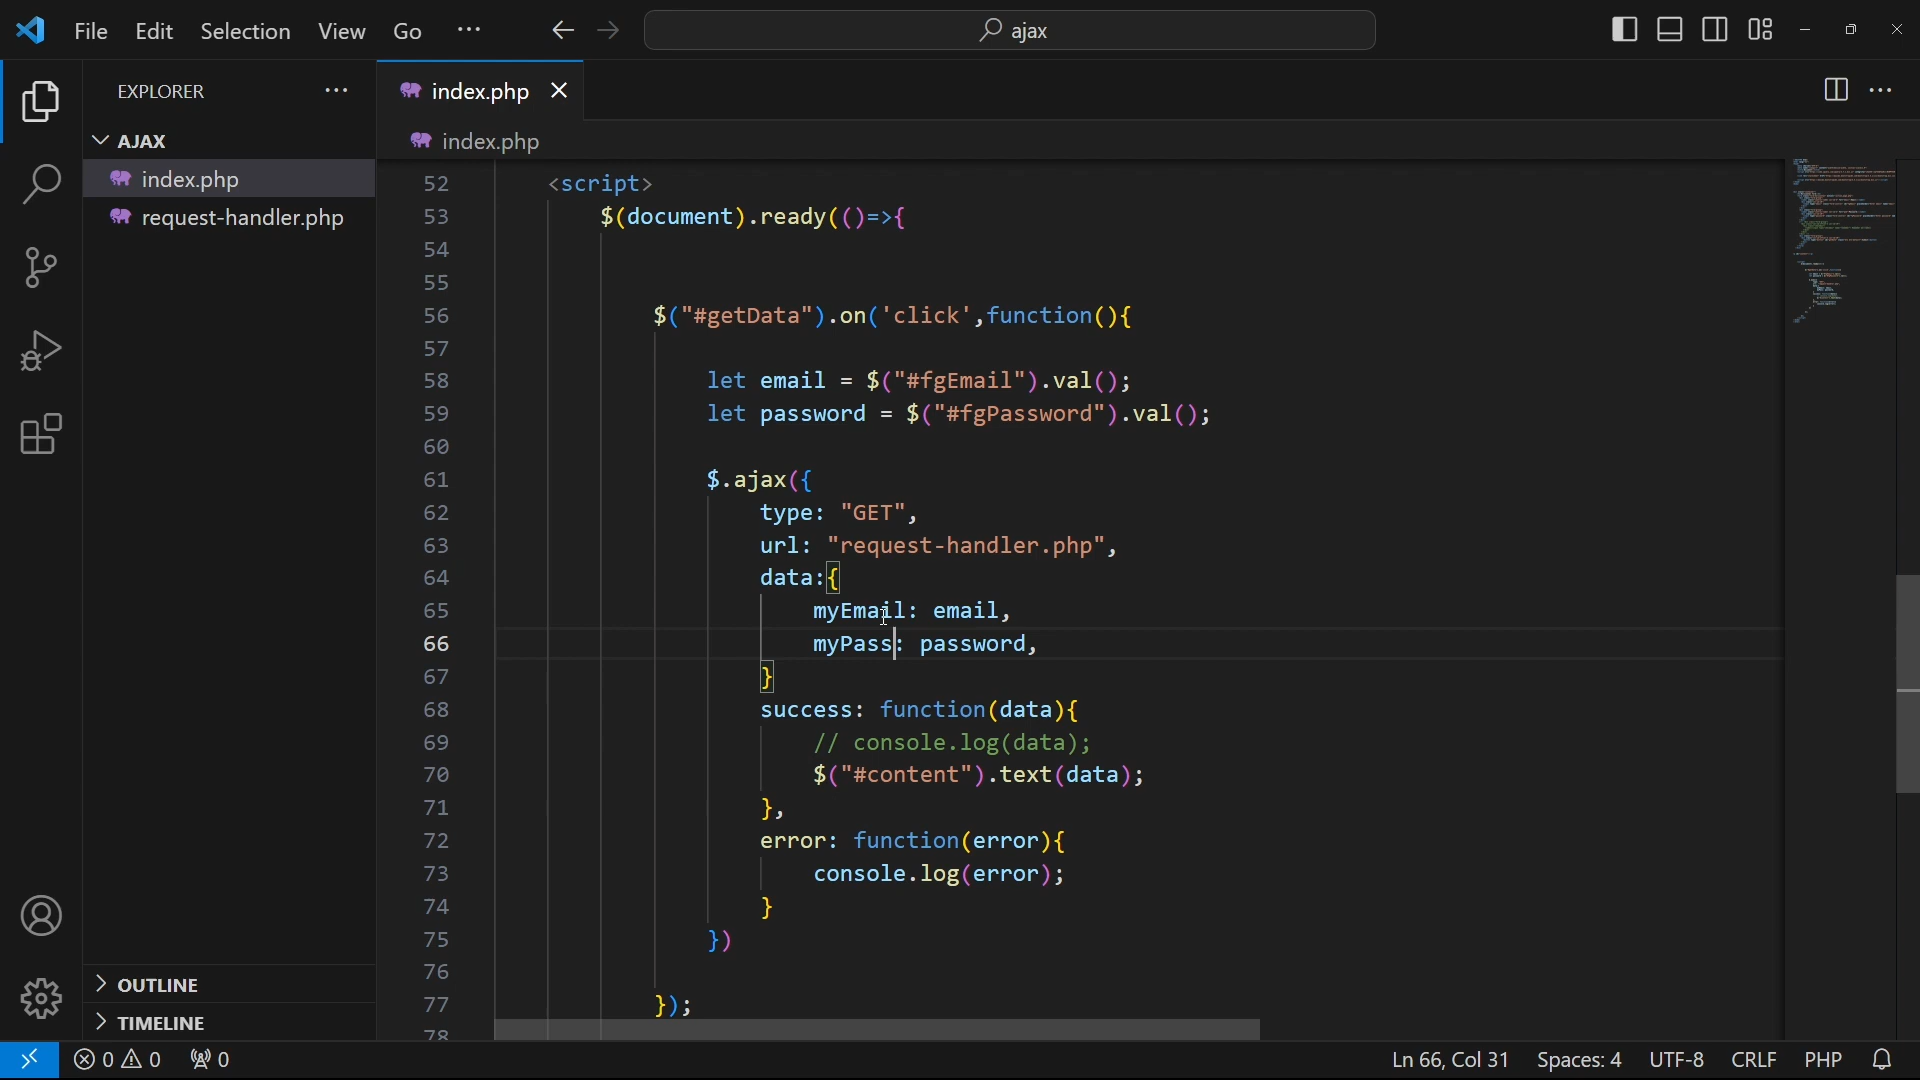 File Edit Selection View Go ··· ← → ajax
EXPLORER ···
index.php
AJAX
index.php
index.php
request-handler.php
52 <script>
53 $(document).ready(()=>{
54
55
56 $("#getData").on('click',function(){
57
58 let email = $("#fgEmail").val();
59 let password = $("#fgPassword").val();
60
61 $.ajax({
62 type: "GET",
63 url: "request-handler.php",
64 data:{
65 myEmail: email,
66 myPass: password,
67 }
68 success: function(data){
69 // console.log(data);
70 $("#content").text(data);
71 },
72 error: function(error){
73 console.log(error);
74 }
75 })
76
77 });
78
OUTLINE
TIMELINE
0 0 0 Ln 66, Col 31 Spaces: 4 UTF-8 CRLF PHP